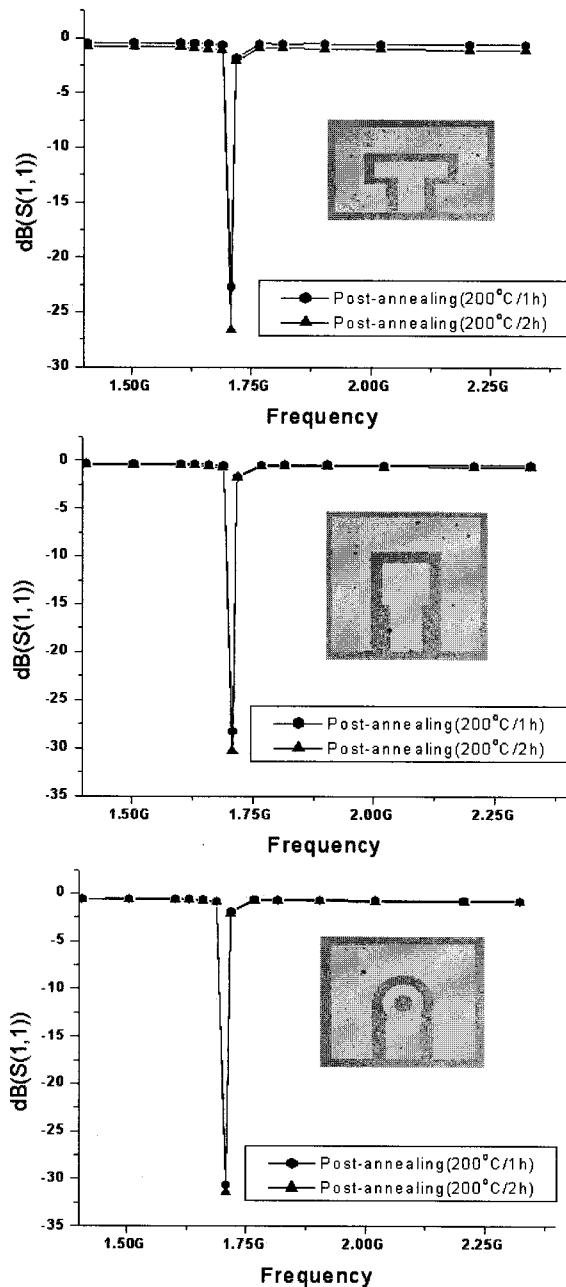 0
-5
-10
-15
-20
-25
-30
dB(S(1,1))
Post-annealing(200°C/1h)
Post-annealing(200°C/2h)
1.50G 1.75G 2.00G 2.25G
Frequency
0
-5
-10
-15
-20
-25
-30
-35
dB(S(1,1))
Post-annealing(200°C/1h)
Post-annealing(200°C/2h)
1.50G 1.75G 2.00G 2.25G
Frequency
0
-5
-10
-15
-20
-25
-30
-35
dB(S(1,1))
Post-annealing(200°C/1h)
Post-annealing(200°C/2h)
1.50G 1.75G 2.00G 2.25G
Frequency